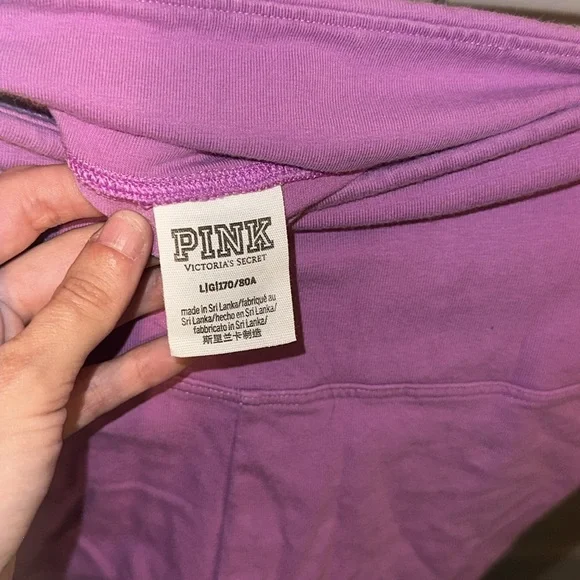 PINK
VICTORIA'S SECRET
L|G|170/80A
made in Sri Lanka/fabriqué au
Sri Lanka/hecho en Sri Lanka/
fabbricato in Sri Lanka/
斯里兰卡制造